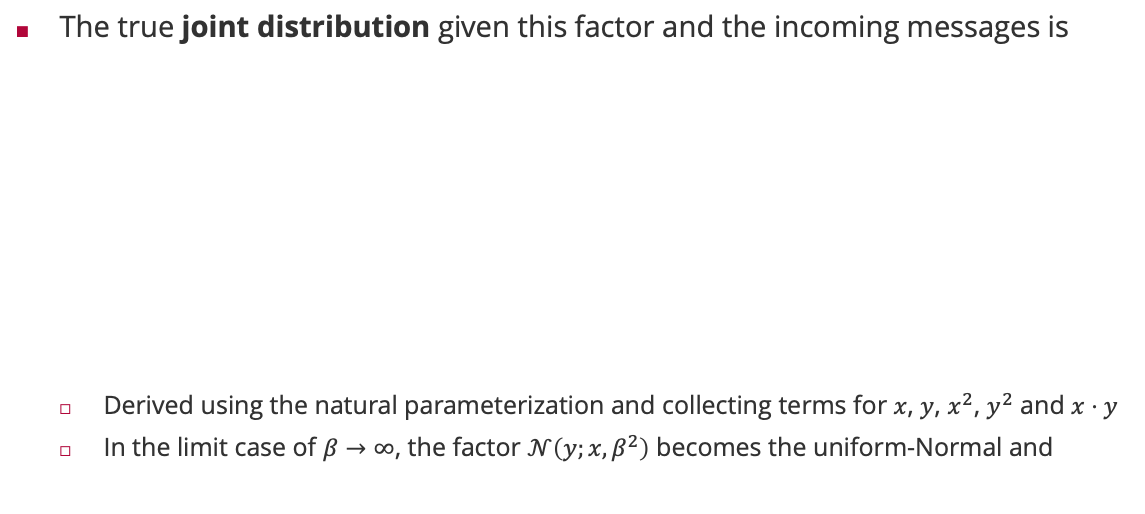 The true joint distribution given this factor and the incoming messages is
Derived using the natural parameterization and collecting terms for x, y, x², y² and x · y
In the limit case of β → ∞, the factor 𝒩(y; x, β²) becomes the uniform-Normal and